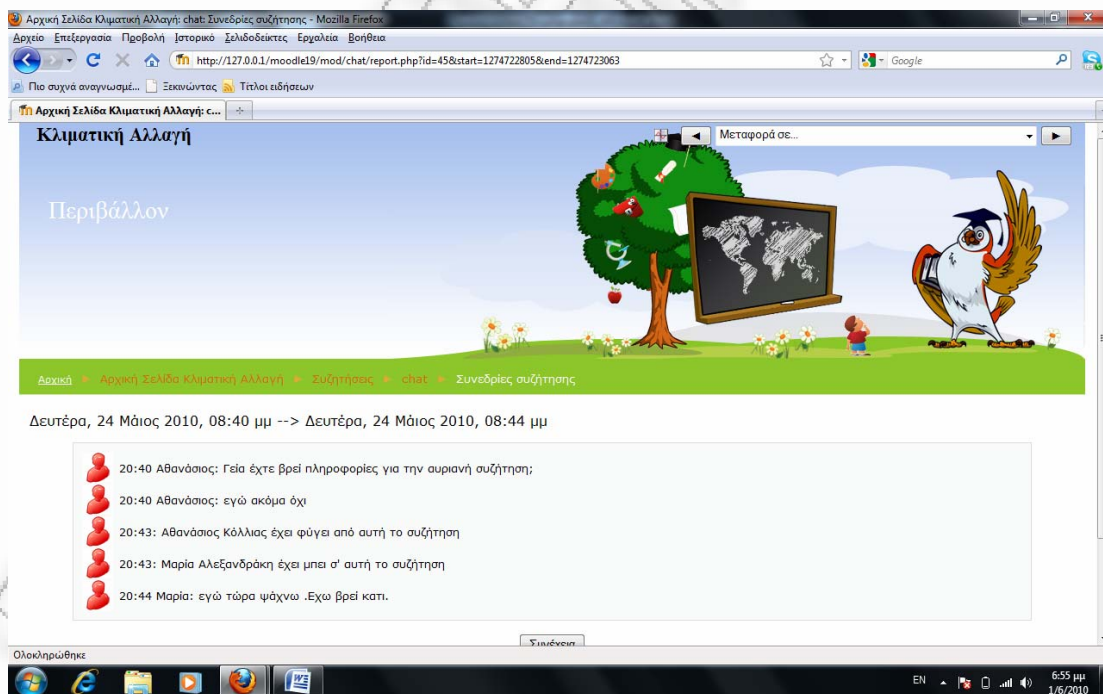 Αρχική Σελίδα Κλιματική Αλλαγή: chat: Συνεδρίες συζήτησης - Mozilla Firefox
Αρχείο Επεξεργασία Προβολή Ιστορικό Σελιδοδείκτες Εργαλεία Βοήθεια
http://127.0.0.1/moodle19/mod/chat/report.php?id=45&start=1274722805&end=1274723063
Google
Πιο συχνά αναγνωσμέ... Ξεκινώντας Τίτλοι ειδήσεων
Αρχική Σελίδα Κλιματική Αλλαγή: c...
Κλιματική Αλλαγή
Μεταφορά σε...
Περιβάλλον
Αρχική Αρχική Σελίδα Κλιματική Αλλαγή Συζητήσεις chat Συνεδρίες συζήτησης
Δευτέρα, 24 Μάιος 2010, 08:40 μμ --> Δευτέρα, 24 Μάιος 2010, 08:44 μμ
20:40 Αθανάσιος: Γεία έχτε βρεί πληροφορίες για την αυριανή συζήτηση;
20:40 Αθανάσιος: εγώ ακόμα όχι
20:43: Αθανάσιος Κόλλιας έχει φύγει από αυτή το συζήτηση
20:43: Μαρία Αλεξανδράκη έχει μπει σ' αυτή το συζήτηση
20:44 Μαρία: εγώ τώρα ψάχνω .Εχω βρεί κατι.
Συνέχεια
Ολοκληρώθηκε
EN
6:55 μμ
1/6/2010